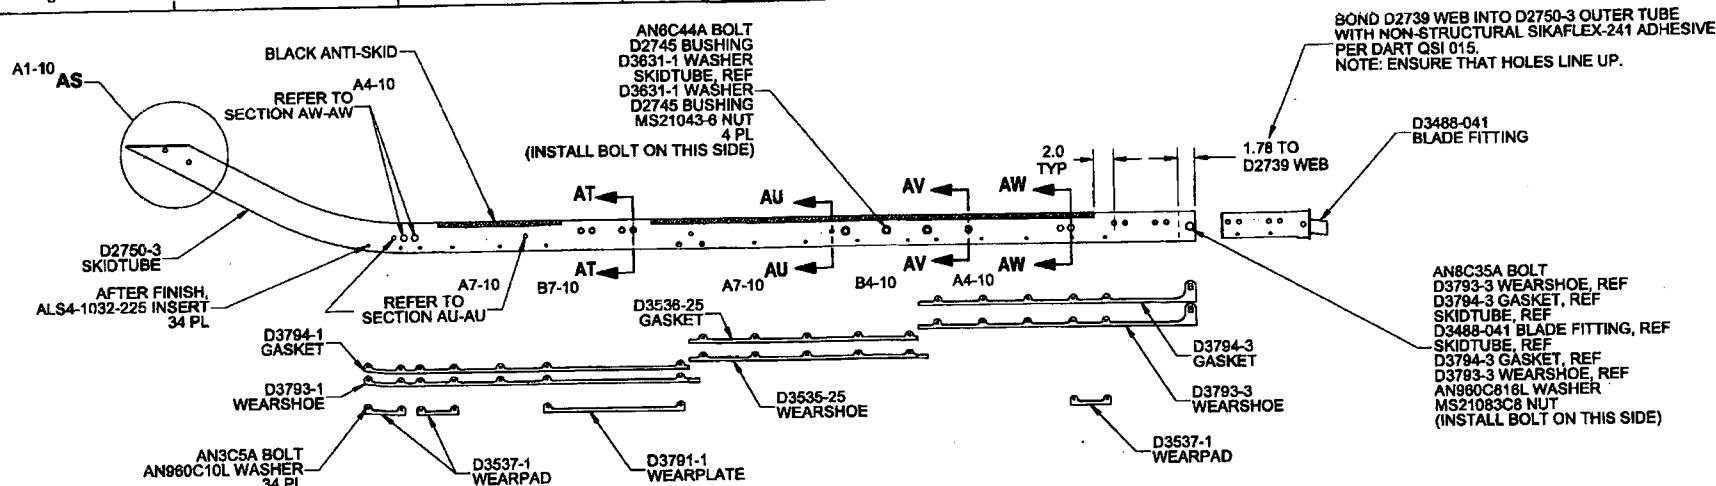 AN6C44A BOLT
D2745 BUSHING
D3631-1 WASHER
SKIDTUBE, REF
D3631-1 WASHER
D2745 BUSHING
MS21043-6 NUT
4 PL
(INSTALL BOLT ON THIS SIDE)
BOND D2739 WEB INTO D2750-3 OUTER TUBE
WITH NON-STRUCTURAL SIKAFLEX-241 ADHESIVE
PER DART QSI 015.
NOTE: ENSURE THAT HOLES LINE UP.
BLACK ANTI-SKID
A1-10
AS
A4-10
REFER TO
SECTION AW-AW
D3488-041
BLADE FITTING
2.0
TYP
1.78 TO
D2739 WEB
AT
AU
AV
AW
D2750-3
SKIDTUBE
AT
AU
AV
AW
A7-10
B7-10
A7-10
B4-10
A4-10
AFTER FINISH,
ALS4-1032-225 INSERT
34 PL
REFER TO
SECTION AU-AU
AN8C35A BOLT
D3793-3 WEARSHOE, REF
D3794-3 GASKET, REF
SKIDTUBE, REF
D3488-041 BLADE FITTING, REF
SKIDTUBE, REF
D3794-3 GASKET, REF
D3793-3 WEARSHOE, REF
AN960C816L WASHER
MS21083C8 NUT
(INSTALL BOLT ON THIS SIDE)
D3536-25
GASKET
D3794-1
GASKET
D3794-3
GASKET
D3793-1
WEARSHOE
D3535-25
WEARSHOE
D3793-3
WEARSHOE
AN3C5A BOLT
AN960C10L WASHER
34 PL
D3537-1
WEARPAD
D3791-1
WEARPLATE
D3537-1
WEARPAD